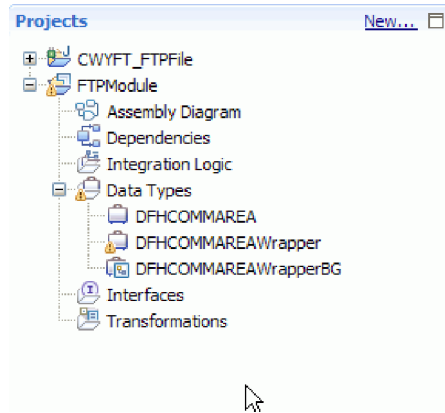 Projects New...
CWYFT_FTPFile
FTPModule
Assembly Diagram
Dependencies
Integration Logic
Data Types
DFHCOMMAREA
DFHCOMMAREAWrapper
DFHCOMMAREAWrapperBG
Interfaces
Transformations